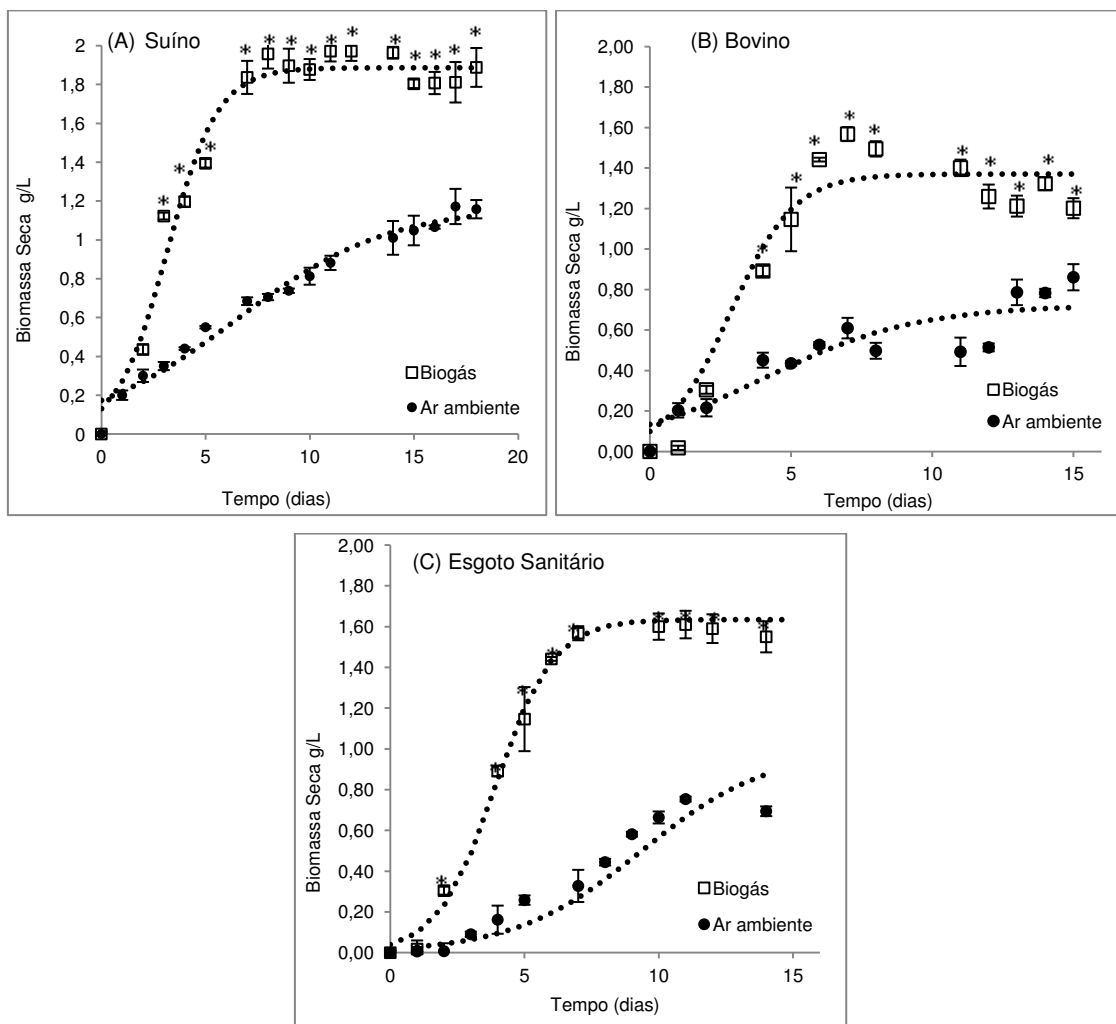 (A) Suíno
Biomassa Seca g/L
2
1,8
1,6
1,4
1,2
1
0,8
0,6
0,4
0,2
0
* * * * * * * * * * * * * *
Biogás
Ar ambiente
0 5 10 15 20
Tempo (dias)
(B) Bovino
Biomassa Seca g/L
2,00
1,80
1,60
1,40
1,20
1,00
0,80
0,60
0,40
0,20
0,00
* * * * * * * * * *
Biogás
Ar ambiente
0 5 10 15
Tempo (dias)
(C) Esgoto Sanitário
Biomassa Seca g/L
2,00
1,80
1,60
1,40
1,20
1,00
0,80
0,60
0,40
0,20
0,00
* * * * * * * * * *
Biogás
Ar ambiente
0 5 10 15
Tempo (dias)